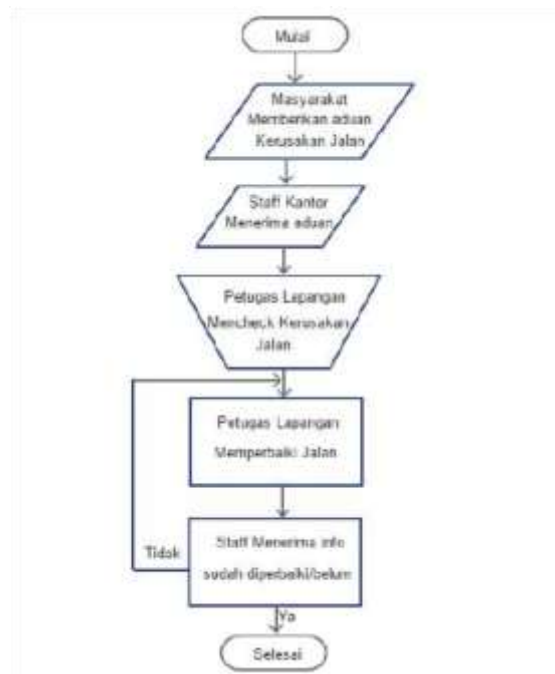 Mulai
Masyarakat
Memberikan aduan
Kerusakan Jalan
Staff Kantor
Menerima aduan
Petugas Lapangan
Mencheck Kerusakan
Jalan
Petugas Lapangan
Memperbaiki Jalan
Staff Menerima info
sudah diperbaiki/belum
Tidak
Ya
Selesai